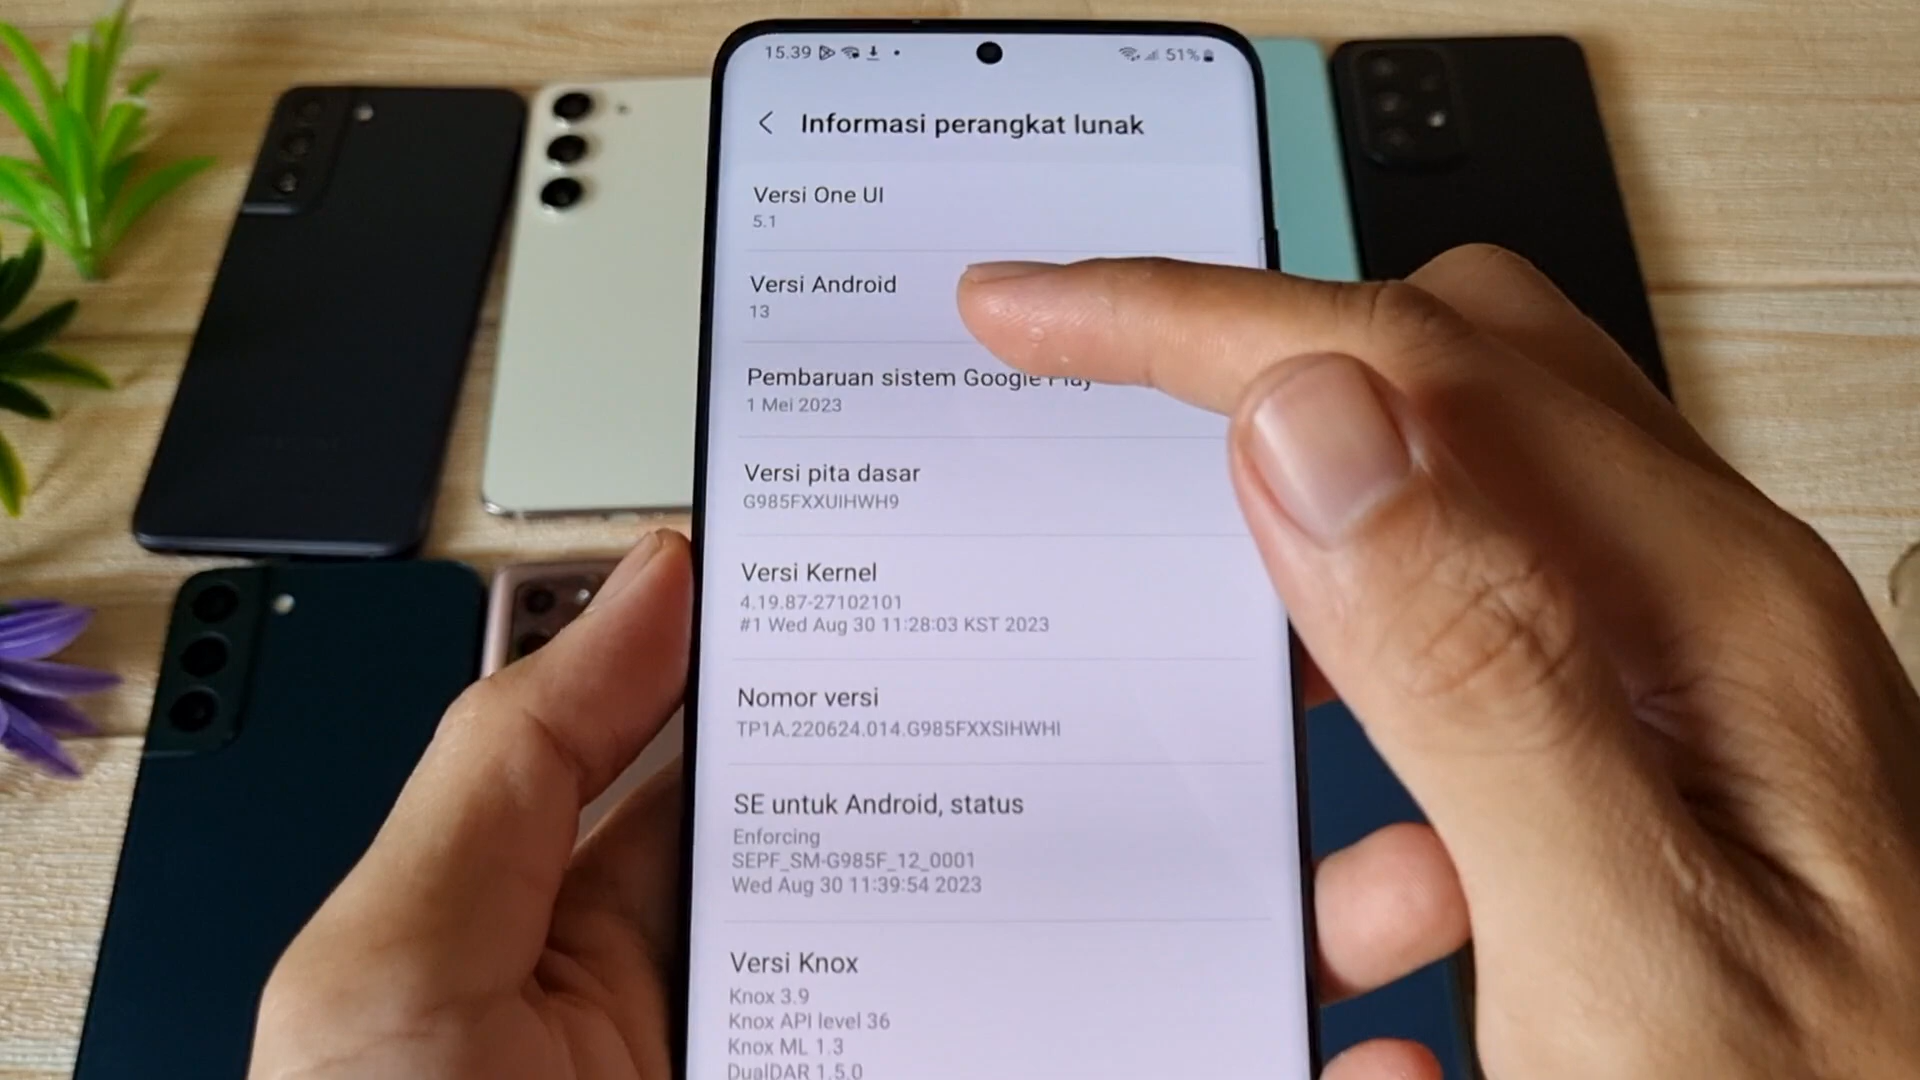 15.39
51%
Informasi perangkat lunak
Versi One UI
5.1
Versi Android
13
Pembaruan sistem Google Play
1 Mei 2023
Versi pita dasar
G985FXXUIHWH9
Versi Kernel
4.19.87-27102101
#1 Wed Aug 30 11:28:03 KST 2023
Nomor versi
TP1A.220624.014.G985FXXSIHWHI
SE untuk Android, status
Enforcing
SEPF_SM-G985F_12_0001
Wed Aug 30 11:39:54 2023
Versi Knox
Knox 3.9
Knox API level 36
Knox ML 1.3
DualDAR 1.5.0